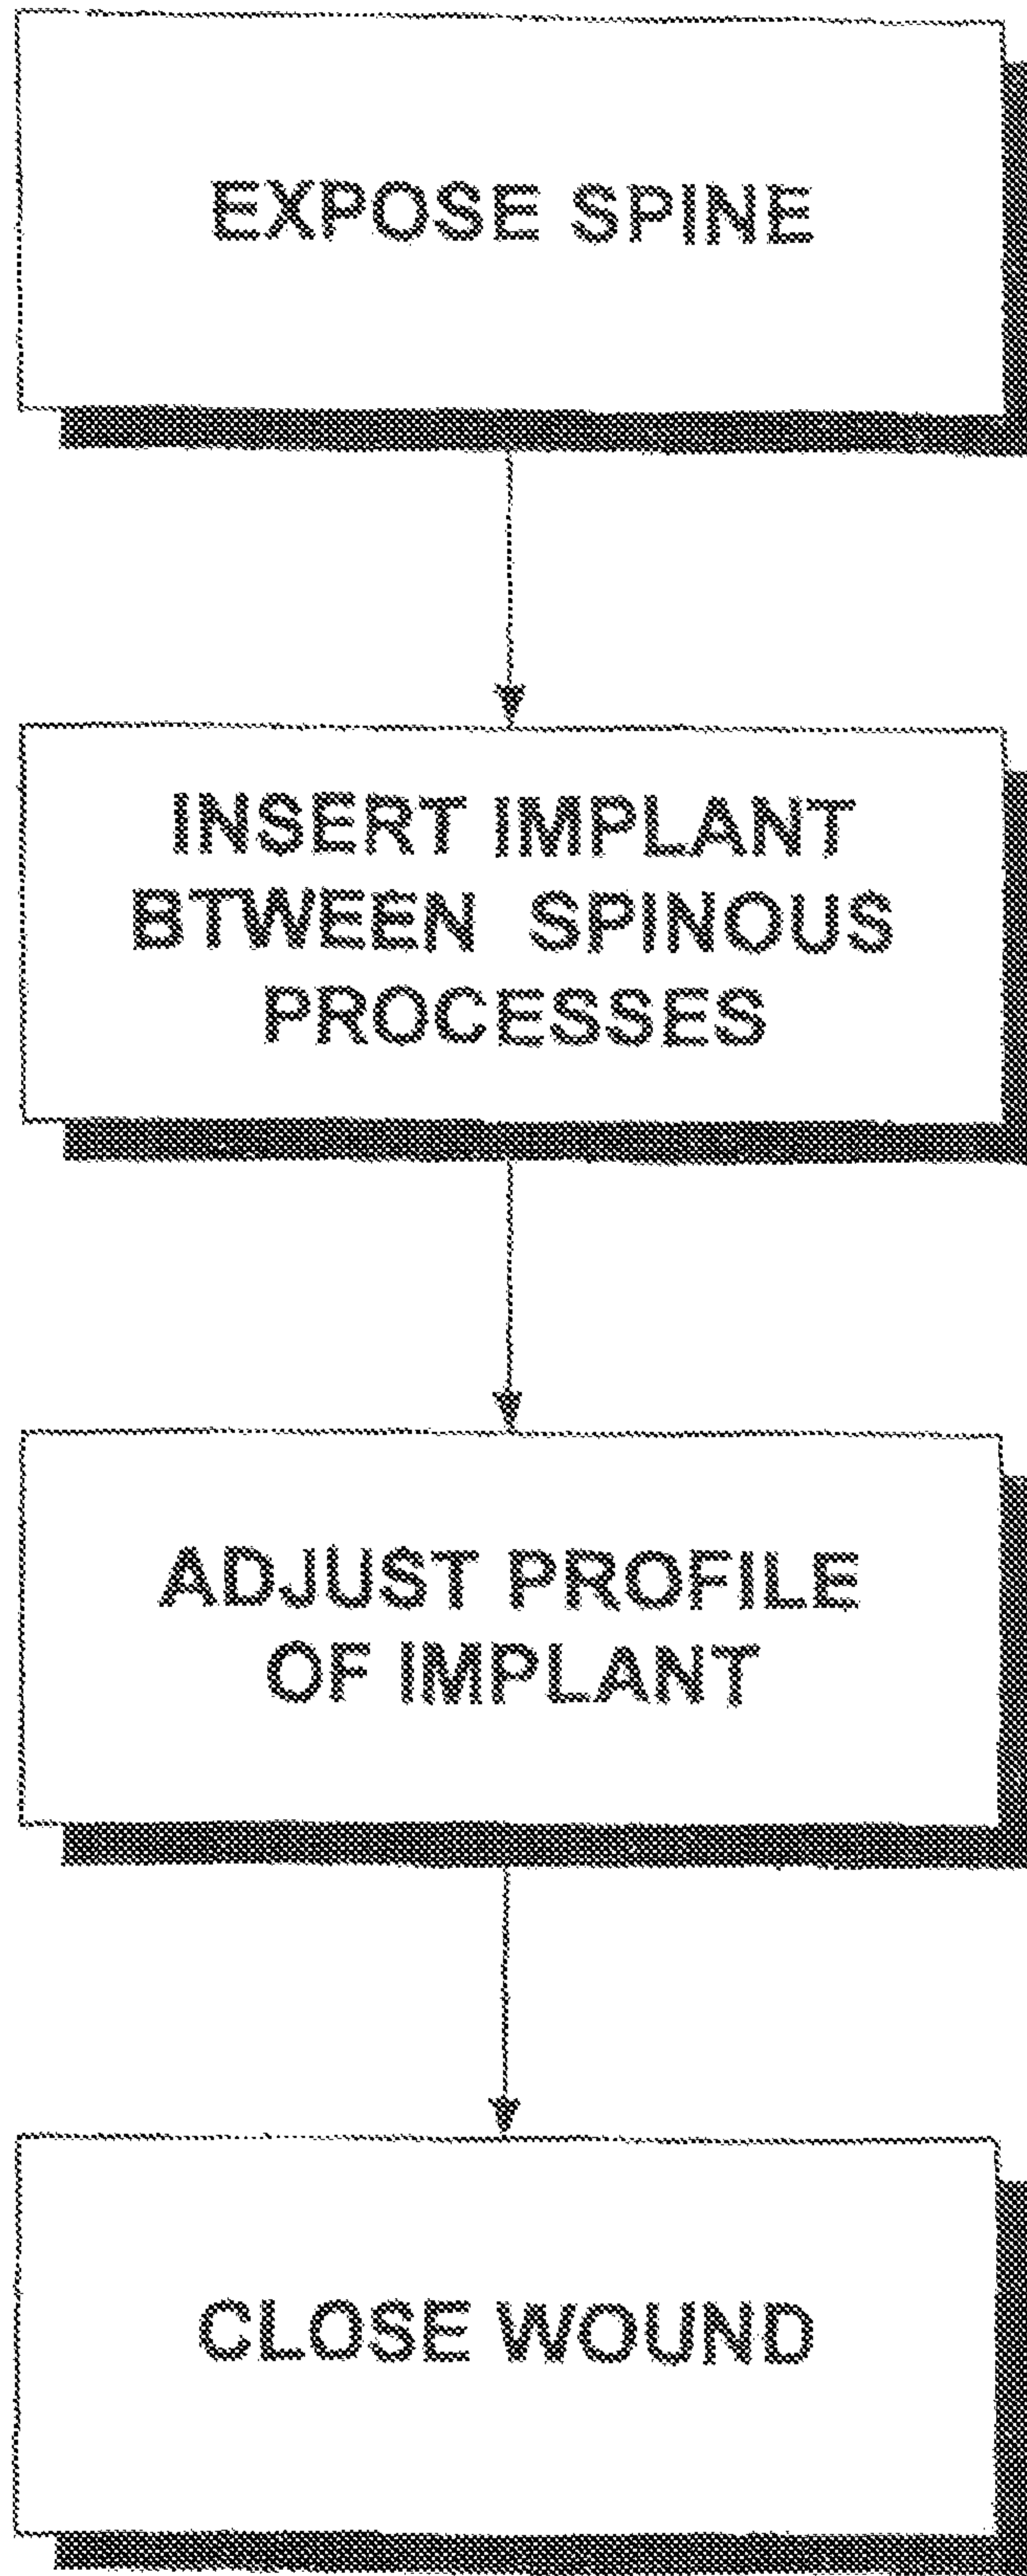 EXPOSE SPINE
INSERT IMPLANT
BTWEEN SPINOUS
PROCESSES
ADJUST PROFILE
OF IMPLANT
CLOSE WOUND